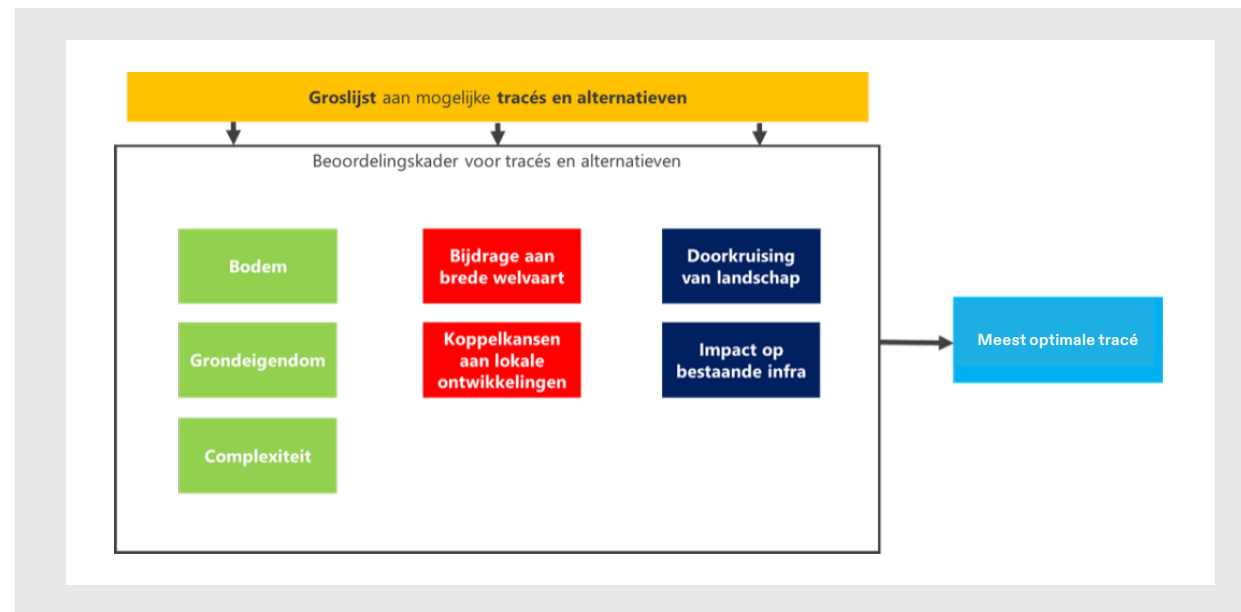 Groslijst aan mogelijke tracés en alternatieven
Beoordelingskader voor tracés en alternatieven
Bodem
Grondeigendom
Complexiteit
Bijdrage aan
brede welvaart
Koppelkansen
aan lokale
ontwikkelingen
Doorkruising
van landschap
Impact op
bestaande infra
Meest optimale tracé